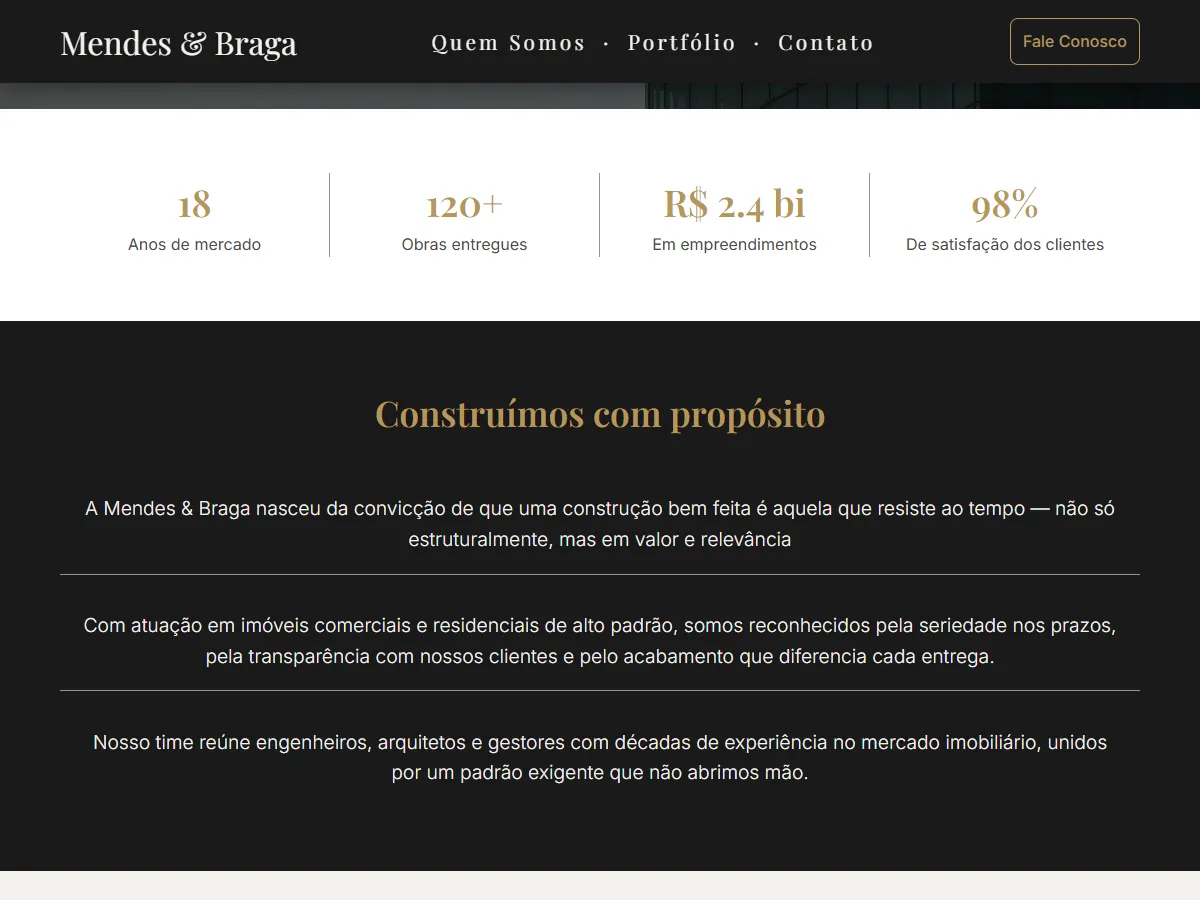 Mendes & Braga
Quem Somos · Portfólio · Contato
Fale Conosco
18
Anos de mercado
120+
Obras entregues
R$ 2.4 bi
Em empreendimentos
98%
De satisfação dos clientes
Construímos com propósito
A Mendes & Braga nasceu da convicção de que uma construção bem feita é aquela que resiste ao tempo — não só
estruturalmente, mas em valor e relevância
Com atuação em imóveis comerciais e residenciais de alto padrão, somos reconhecidos pela seriedade nos prazos,
pela transparência com nossos clientes e pelo acabamento que diferencia cada entrega.
Nosso time reúne engenheiros, arquitetos e gestores com décadas de experiência no mercado imobiliário, unidos
por um padrão exigente que não abrimos mão.